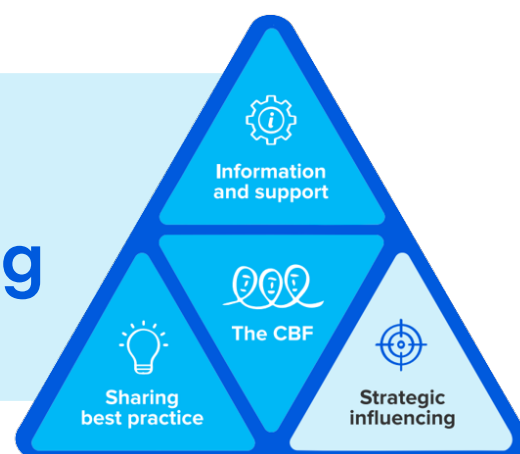 Information
and support
g
The CBF
Sharing
best practice
Strategic
influencing